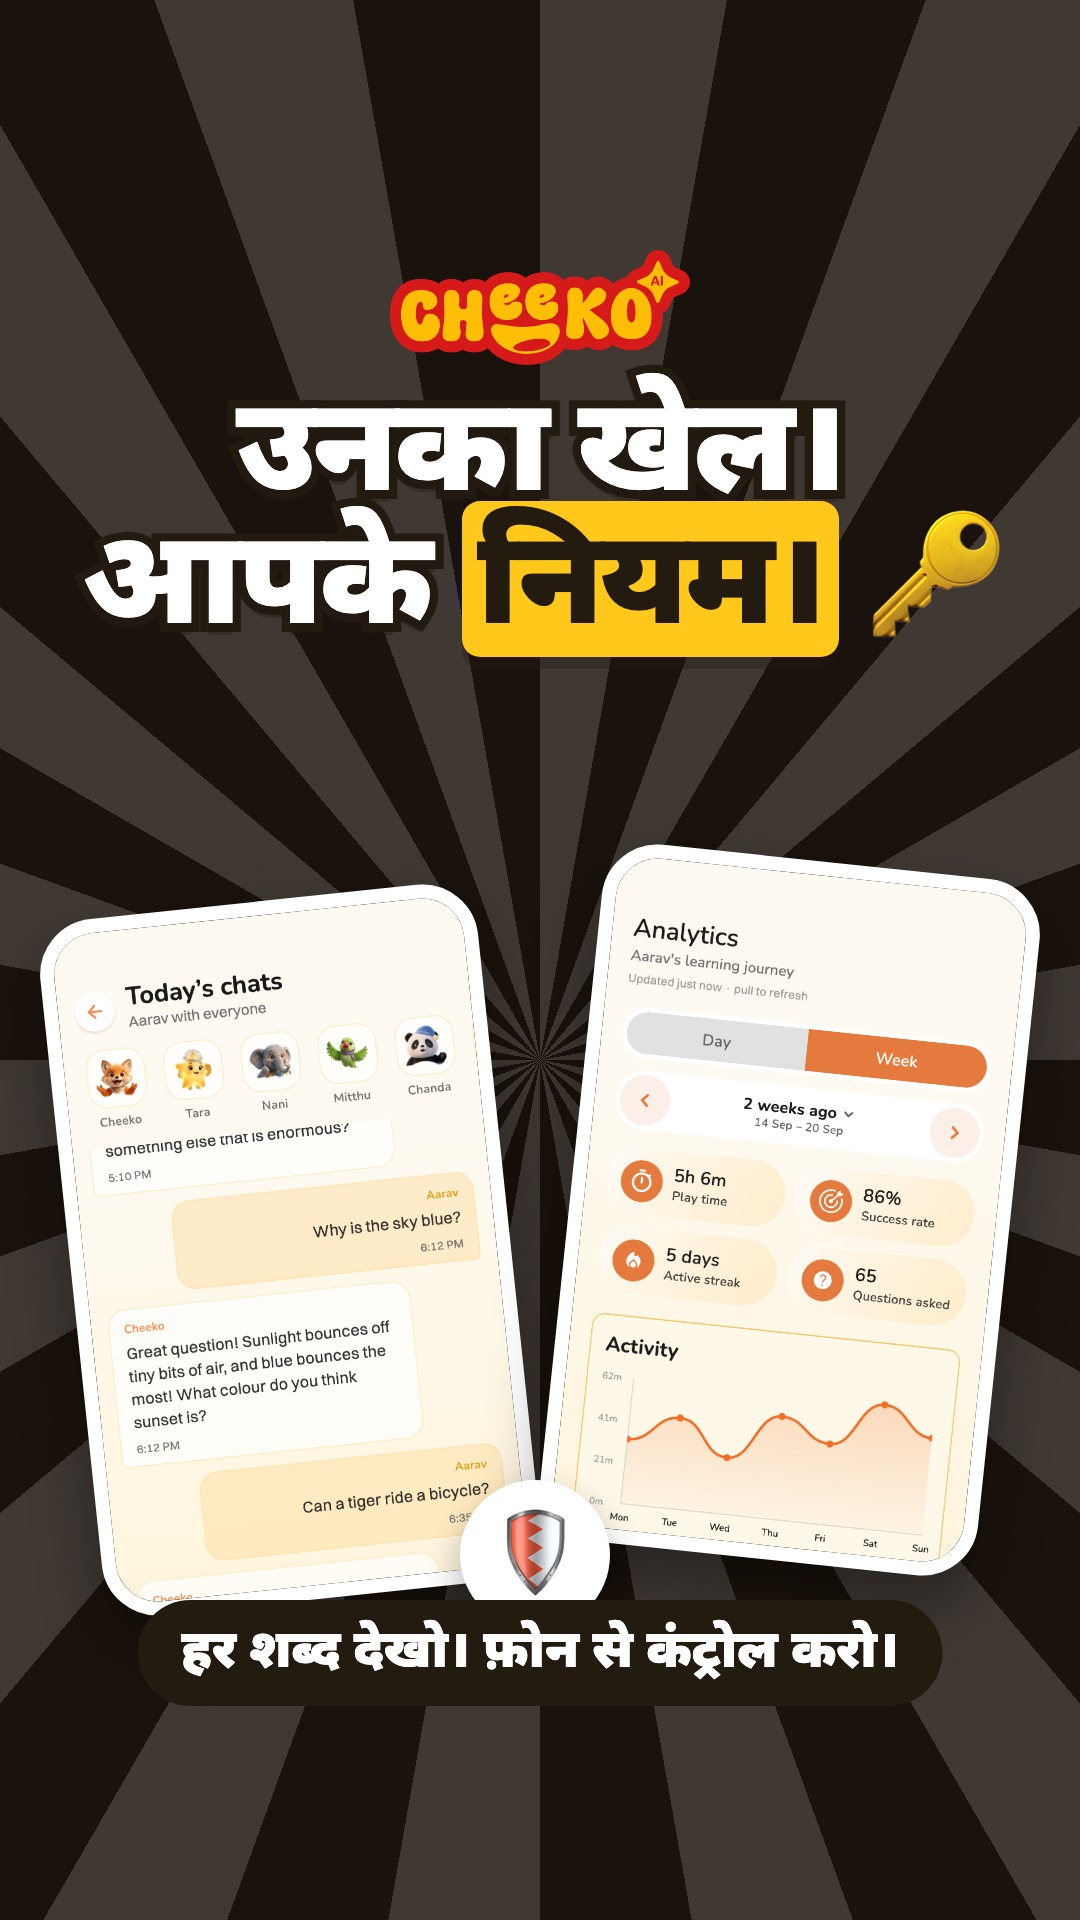 CHeeKO AI
उनका खेल।
आपके नियम।
Today's chats
Aarav with everyone
Cheeko
Tara
Nani
Mitthu
Chanda
something else that is enormous?
5:10 PM
Aarav
Why is the sky blue?
6:12 PM
Cheeko
Great question! Sunlight bounces off
tiny bits of air, and blue bounces the
most! What colour do you think
sunset is?
6:12 PM
Aarav
Can a tiger ride a bicycle?
Cheeko
Analytics
Aarav's learning journey
Updated just now · pull to refresh
Day
Week
2 weeks ago
14 Sep – 20 Sep
5h 6m
Play time
86%
Success rate
5 days
Active streak
65
Questions asked
Activity
62m
41m
21m
0m
Mon Tue Wed Thu Fri Sat Sun
हर शब्द देखो। फ़ोन से कंट्रोल करो।